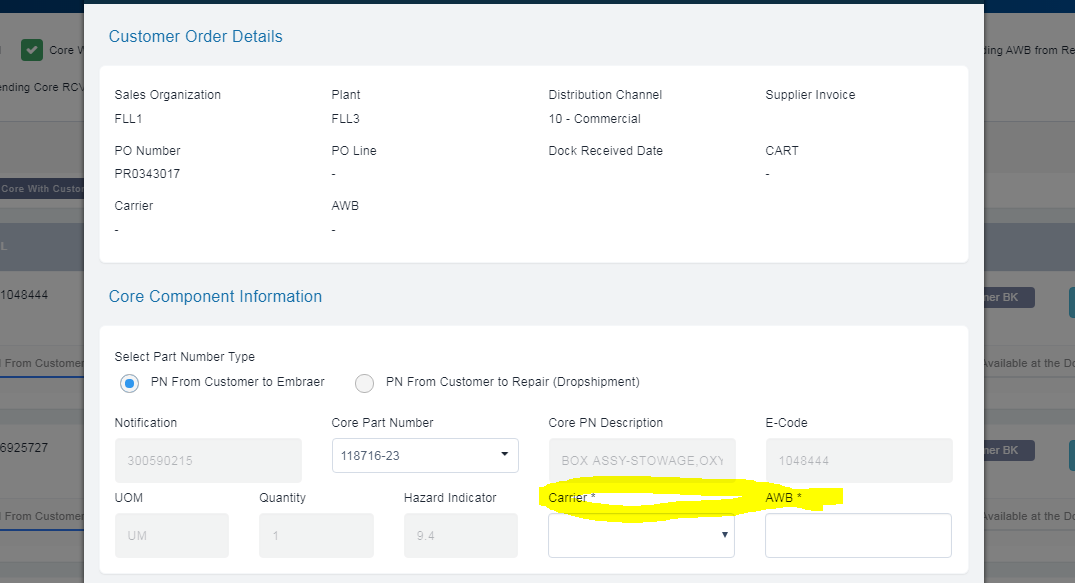 Customer Order Details
Core W
ding AWB from Re
ending Core RCV
Sales Organization Plant Distribution Channel Supplier Invoice
FLL1 FLL3 10 - Commercial
PO Number PO Line Dock Received Date CART
PR0343017 - -
Core With Custo
Carrier AWB
- -
L
1048444
Core Component Information
mer BK
Select Part Number Type
From Customer
Available at the Do
PN From Customer to Embraer PN From Customer to Repair (Dropshipment)
Notification Core Part Number Core PN Description E-Code
6925727
mer BK
300590215 118716-23 BOX ASSY-STOWAGE,OXY 1048444
UOM Quantity Hazard Indicator Carrier * AWB *
From Customer
Available at the Do
UM 1 9.4